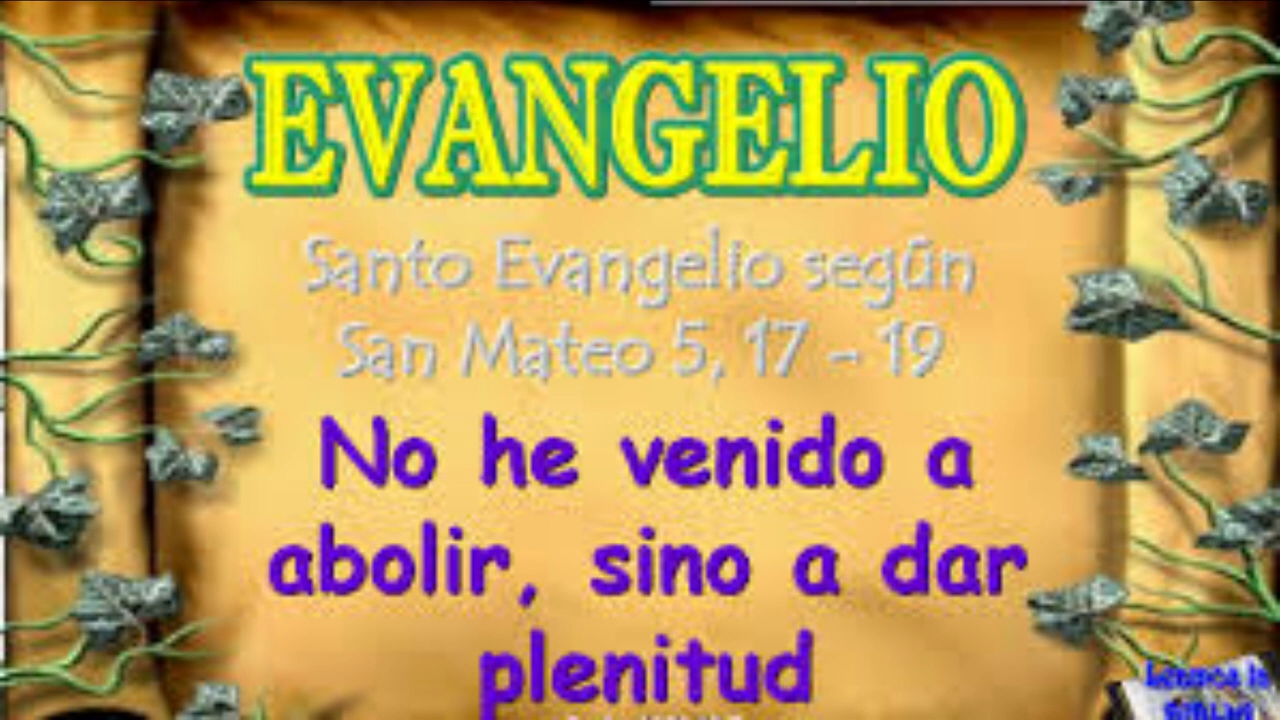 EVANGELIO
Santo Evangelio según
San Mateo 5, 17 - 19
No he venido a
abolir, sino a dar
plenitud